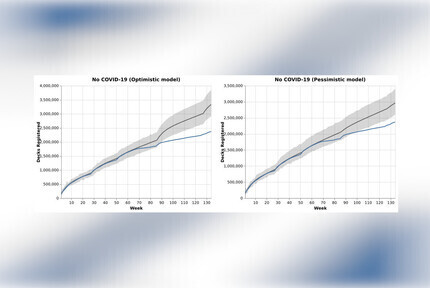 No COVID-19 (Optimistic model)
4,000,000
3,500,000
3,000,000
2,500,000
2,000,000
1,500,000
1,000,000
500,000
0
Decks Registered
10 20 30 40 50 60 70 80 90 100 110 120 130
Week
No COVID-19 (Pessimistic model)
3,500,000
3,000,000
2,500,000
2,000,000
1,500,000
1,000,000
500,000
0
Decks Registered
10 20 30 40 50 60 70 80 90 100 110 120 130
Week